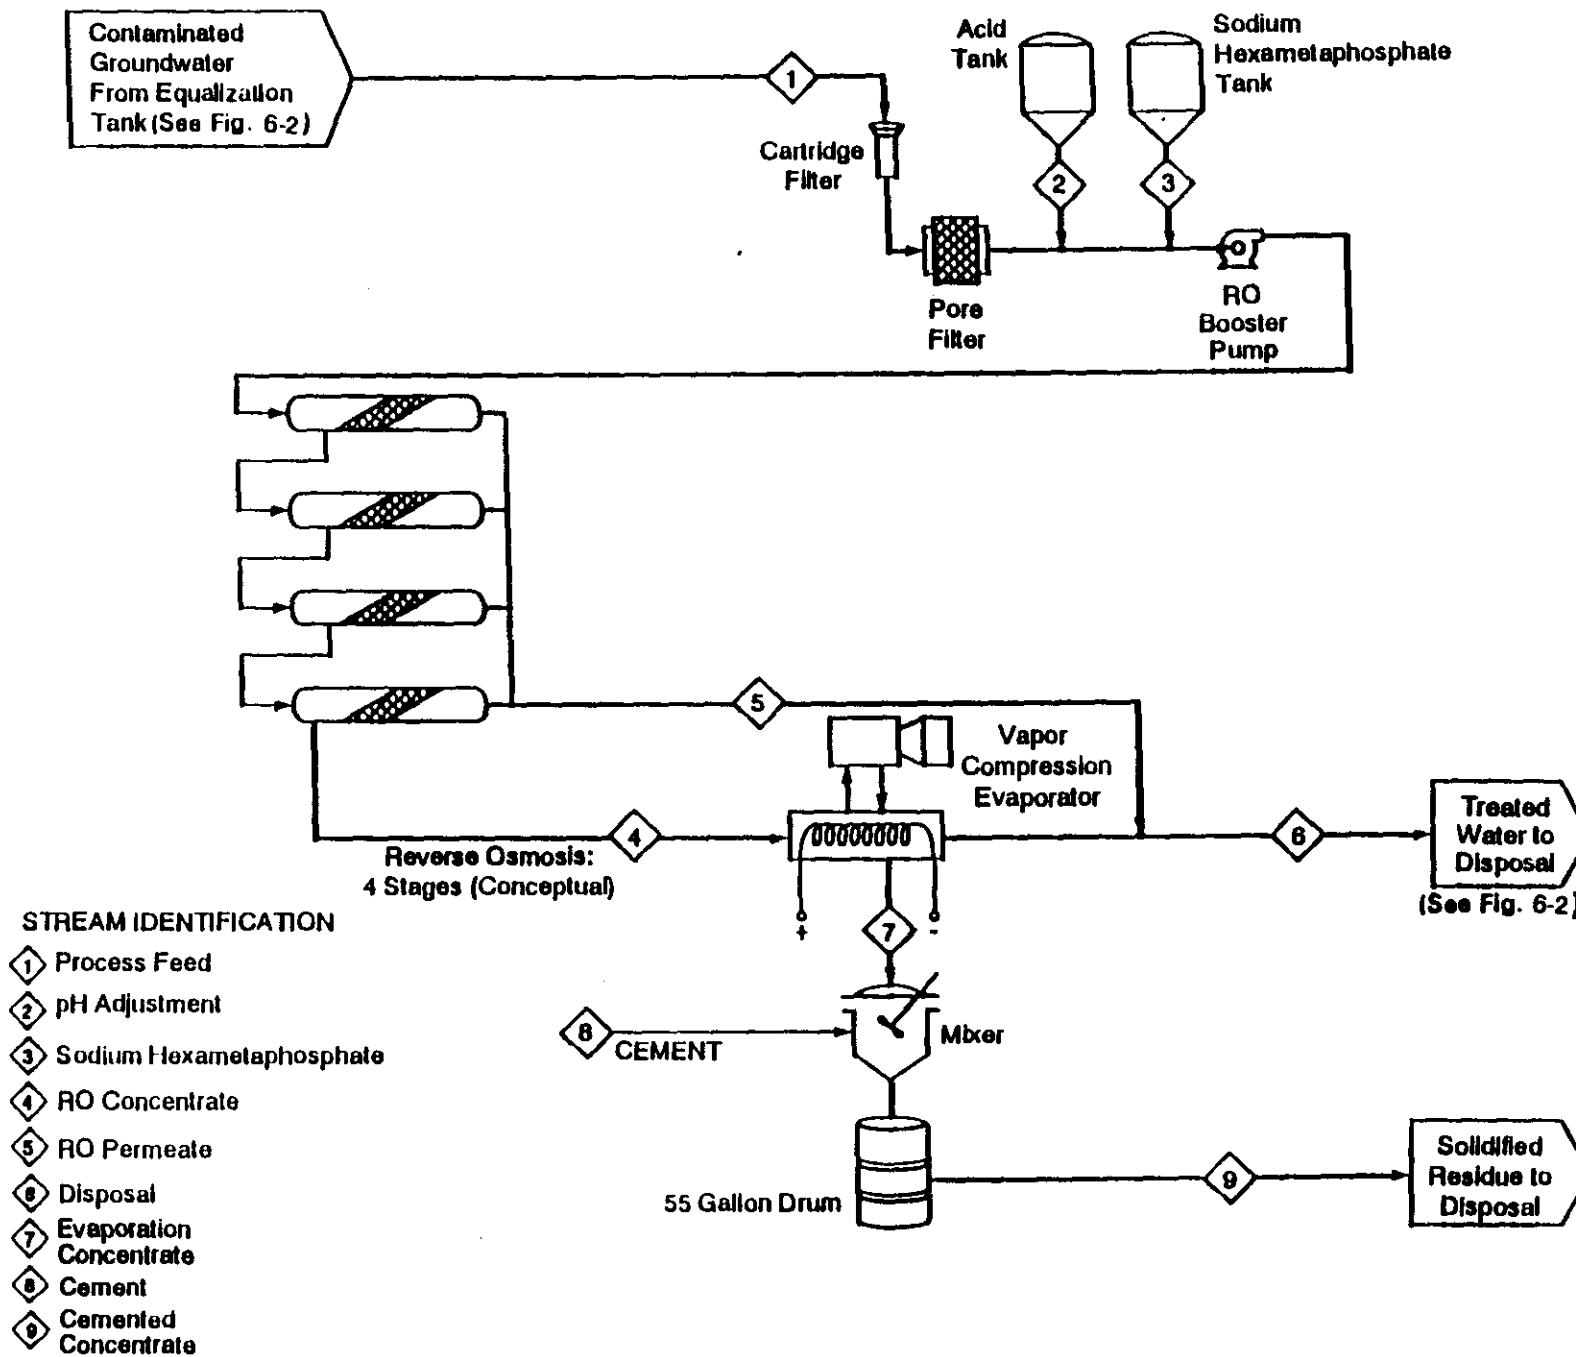 Contaminated
Groundwater
From Equalization
Tank (See Fig. 6-2)
1
Acid
Tank
Sodium
Hexametaphosphate
Tank
Cartridge
Filter
2
3
Pore
Filter
RO
Booster
Pump
5
Vapor
Compression
Evaporator
4
Reverse Osmosis:
4 Stages (Conceptual)
6
Treated
Water to
Disposal
(See Fig. 6-2)
+
-
7
8
CEMENT
Mixer
55 Gallon Drum
9
Solidified
Residue to
Disposal
STREAM IDENTIFICATION
1 Process Feed
2 pH Adjustment
3 Sodium Hexametaphosphate
4 RO Concentrate
5 RO Permeate
6 Disposal
7 Evaporation
Concentrate
8 Cement
9 Cemented
Concentrate